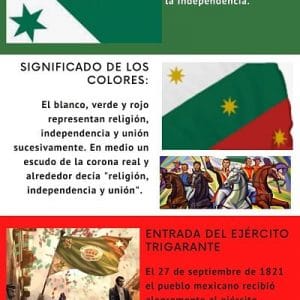 la independencia.
SIGNIFICADO DE LOS
COLORES:
El blanco, verde y rojo
representan religión,
independencia y unión
sucesivamente. En medio un
escudo de la corona real y
alrededor decía "religión,
independencia y unión".
ENTRADA DEL EJÉRCITO
TRIGARANTE
El 27 de septiembre de 1821
el pueblo mexicano recibió